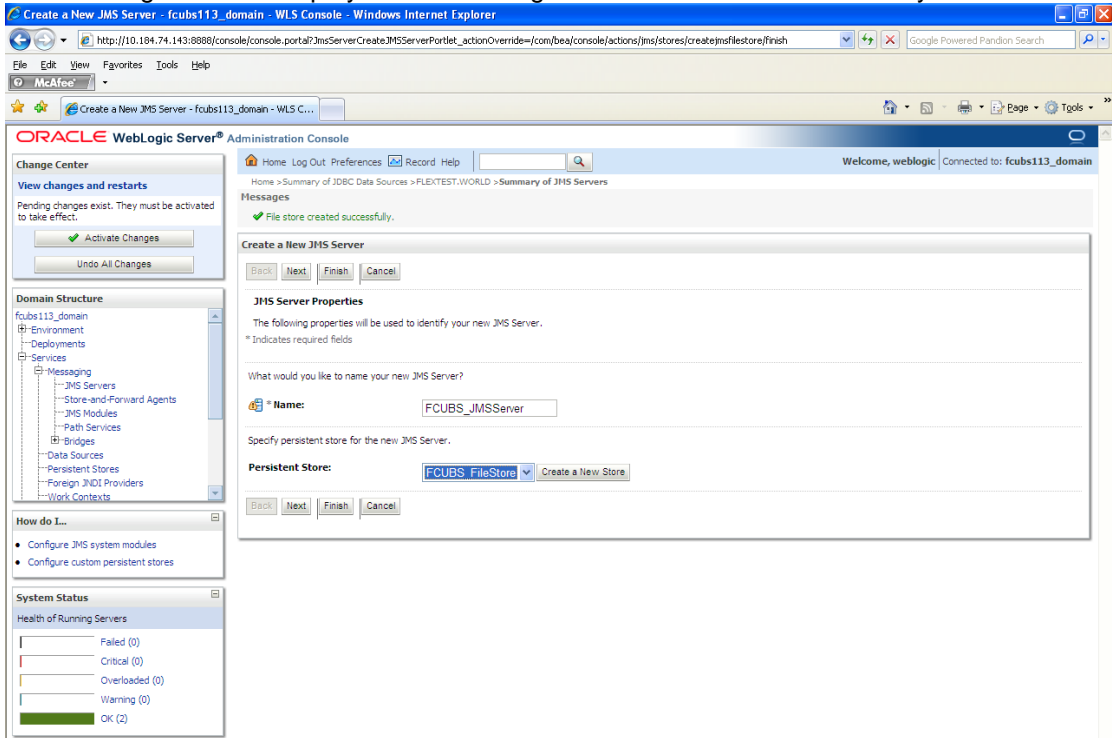 Create a New JMS Server - fcubs113_domain - WLS Console - Windows Internet Explorer
http://10.184.74.143:8888/console/console.portal?JmsServerCreateJMSServerPortlet_actionOverride=/com/bea/console/actions/jms/stores/createjmsfilestore/finish
Google Powered Pandion Search
File Edit View Favorites Tools Help
McAfee
Create a New JMS Server - fcubs113_domain - WLS C...
Page Tools
ORACLE WebLogic Server® Administration Console
Change Center
View changes and restarts
Pending changes exist. They must be activated
to take effect.
Activate Changes
Undo All Changes
Domain Structure
fcubs113_domain
Environment
Deployments
Services
Messaging
JMS Servers
Store-and-Forward Agents
JMS Modules
Path Services
Bridges
Data Sources
Persistent Stores
Foreign JNDI Providers
Work Contexts
How do I...
Configure JMS system modules
Configure custom persistent stores
System Status
Health of Running Servers
Failed (0)
Critical (0)
Overloaded (0)
Warning (0)
OK (2)
Home Log Out Preferences Record Help
Welcome, weblogic Connected to: fcubs113_domain
Home >Summary of JDBC Data Sources >FLEXTEST.WORLD >Summary of JMS Servers
Messages
File store created successfully.
Create a New JMS Server
Back Next Finish Cancel
JMS Server Properties
The following properties will be used to identify your new JMS Server.
* Indicates required fields
What would you like to name your new JMS Server?
* Name: FCUBS_JMSServer
Specify persistent store for the new JMS Server.
Persistent Store: FCUBS_FileStore Create a New Store
Back Next Finish Cancel